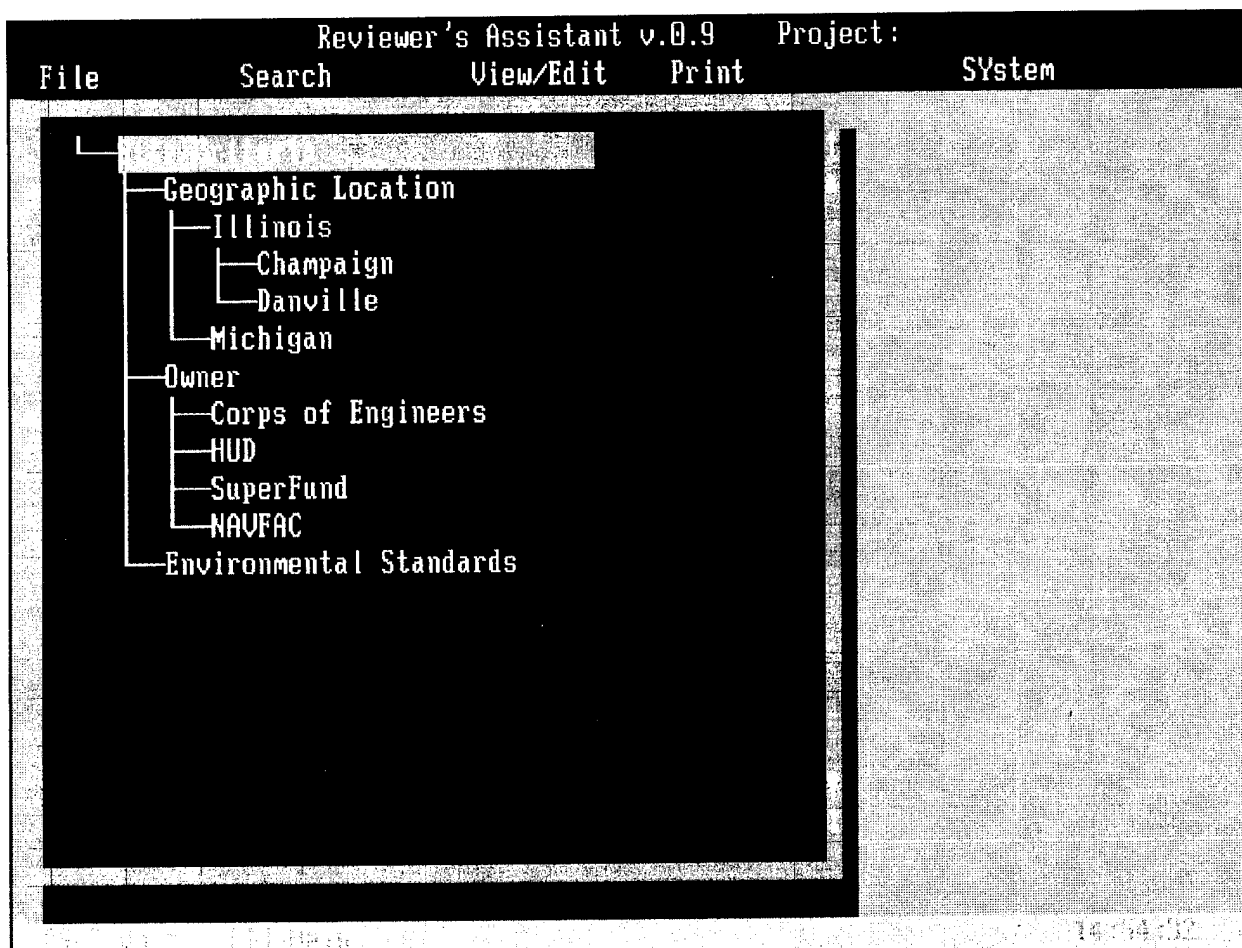 Reviewer's Assistant v.0.9 Project:
File Search View/Edit Print SYstem
Geographic Location
Illinois
Champaign
Danville
Michigan
Owner
Corps of Engineers
HUD
SuperFund
NAVFAC
Environmental Standards